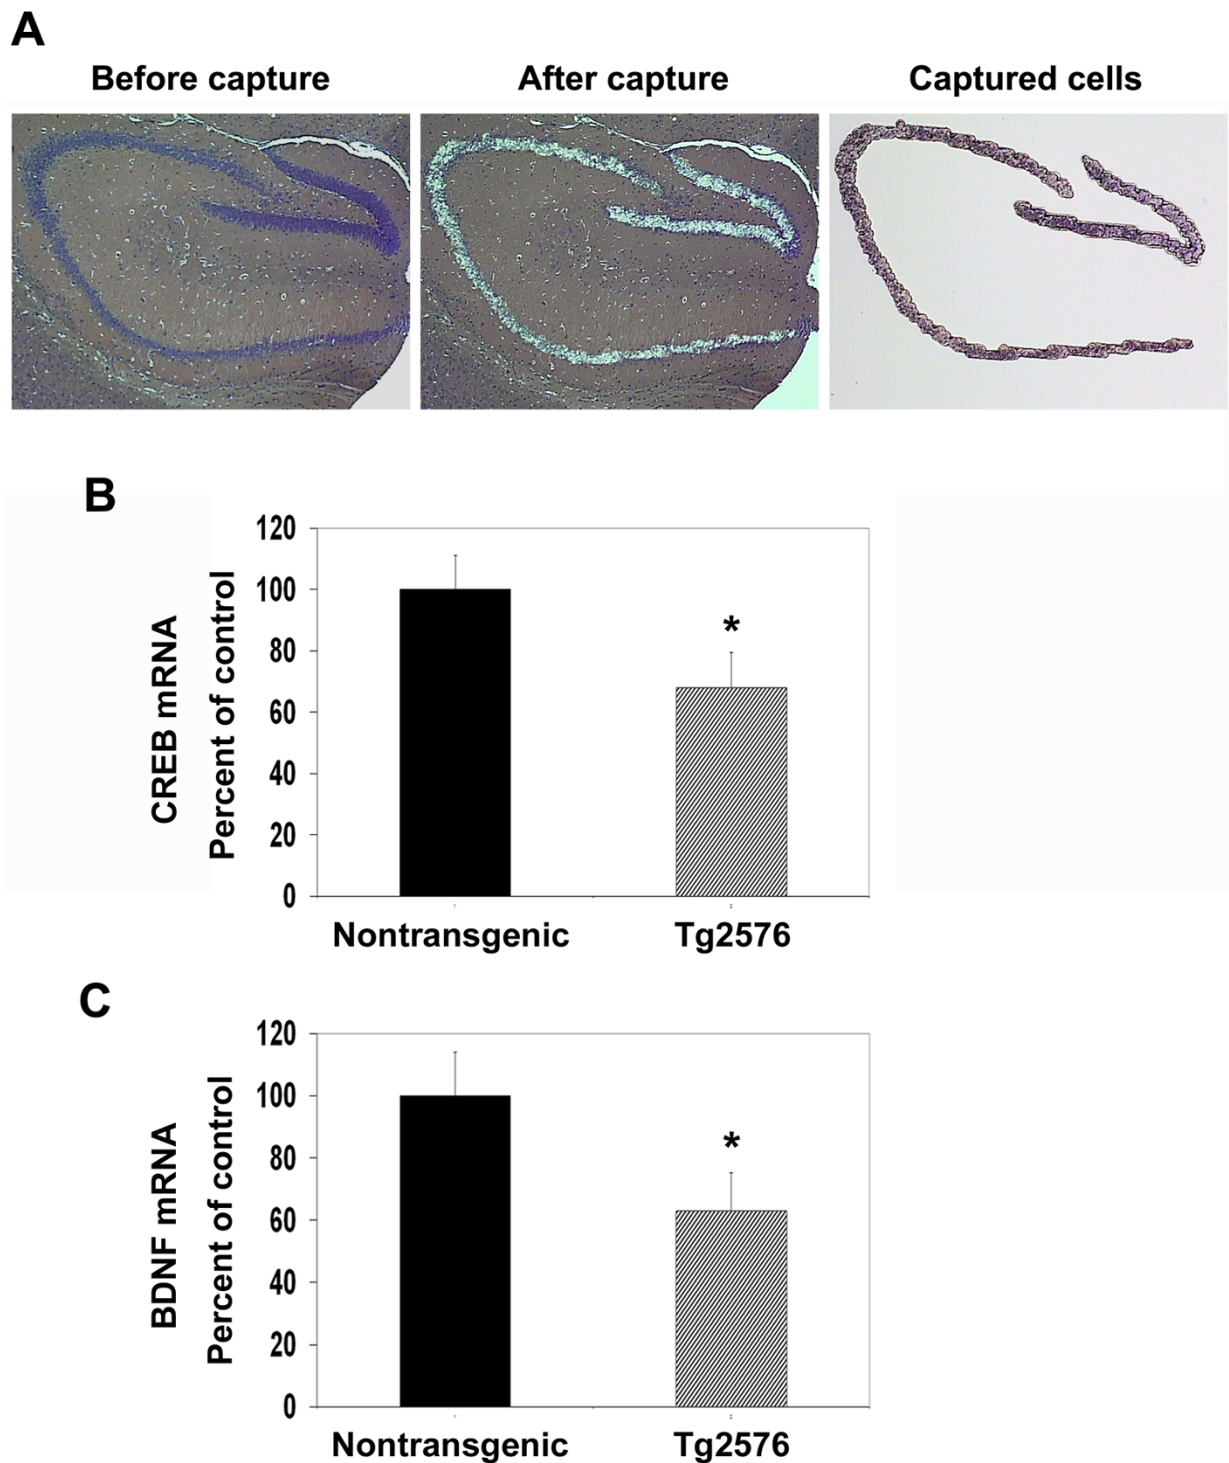 A
Before capture
After capture
Captured cells
B
CREB mRNA
Percent of control
120
100
80
60
40
20
0
*
Nontransgenic
Tg2576
C
BDNF mRNA
Percent of control
120
100
80
60
40
20
0
*
Nontransgenic
Tg2576